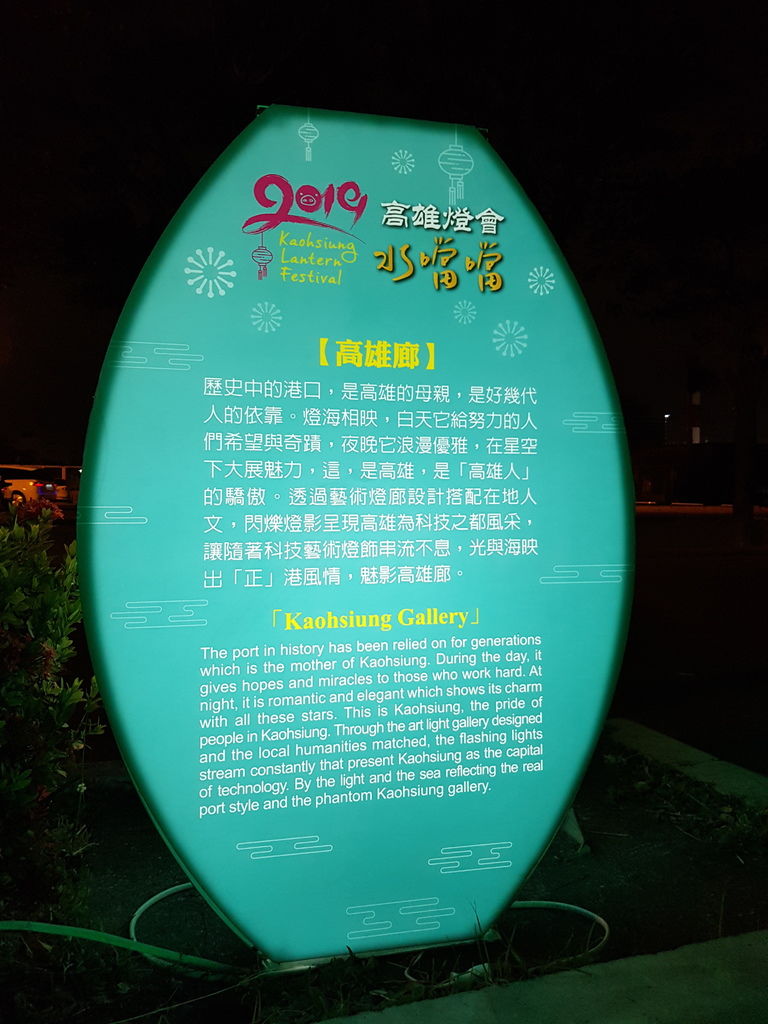 2019
Kaohsiung
Lantern
Festival
高雄燈會
水噹噹
【高雄廊】
歷史中的港口，是高雄的母親，是好幾代
人的依靠。燈海相映，白天它給努力的人
們希望與奇蹟，夜晚它浪漫優雅，在星空
下大展魅力，這，是高雄，是「高雄人」
的驕傲。透過藝術燈廊設計搭配在地人
文，閃爍燈影呈現高雄為科技之都風采，
讓隨著科技藝術燈飾串流不息，光與海映
出「正」港風情，魅影高雄廊。
「Kaohsiung Gallery」
The port in history has been relied on for generations
which is the mother of Kaohsiung. During the day, it
gives hopes and miracles to those who work hard. At
night, it is romantic and elegant which shows its charm
with all these stars. This is Kaohsiung, the pride of
people in Kaohsiung. Through the art light gallery designed
and the local humanities matched, the flashing lights
stream constantly that present Kaohsiung as the capital
of technology. By the light and the sea reflecting the real
port style and the phantom Kaohsiung gallery.